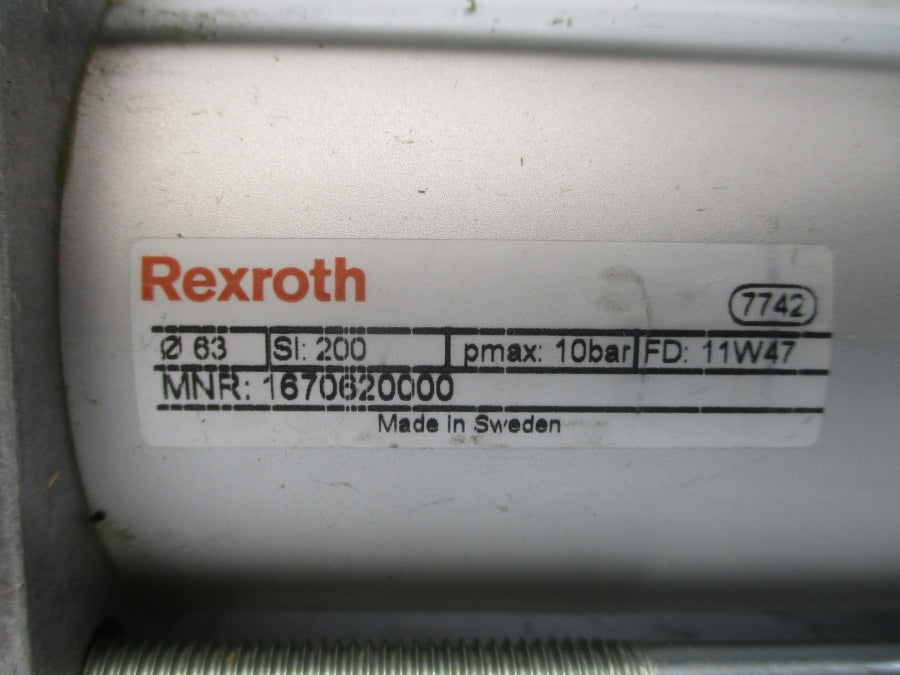 Rexroth
7742
Ø 63 SI: 200 pmax: 10bar FD: 11W47
MNR: 1670620000
Made in Sweden